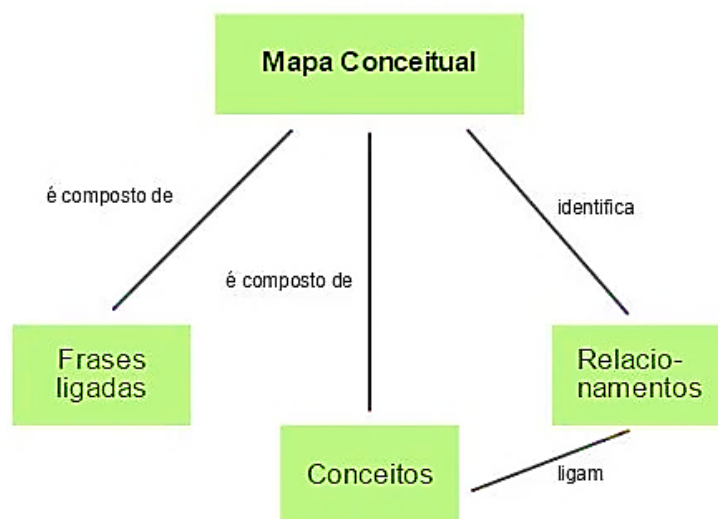 Mapa Conceitual
é composto de
identifica
é composto de
Frases
ligadas
Relacio-
namentos
Conceitos
ligam